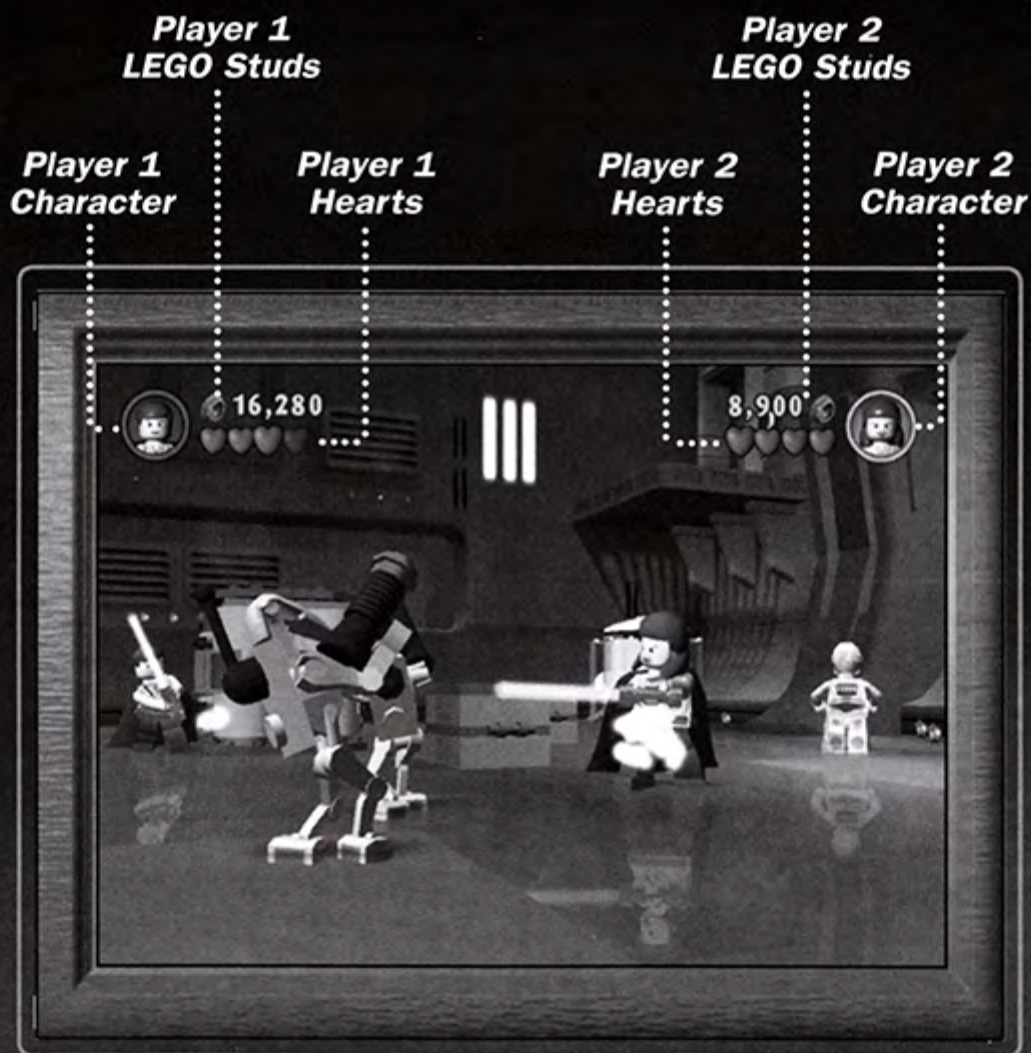 Player 1
LEGO Studs
Player 2
LEGO Studs
Player 1
Character
Player 1
Hearts
Player 2
Hearts
Player 2
Character
16,280
8,900